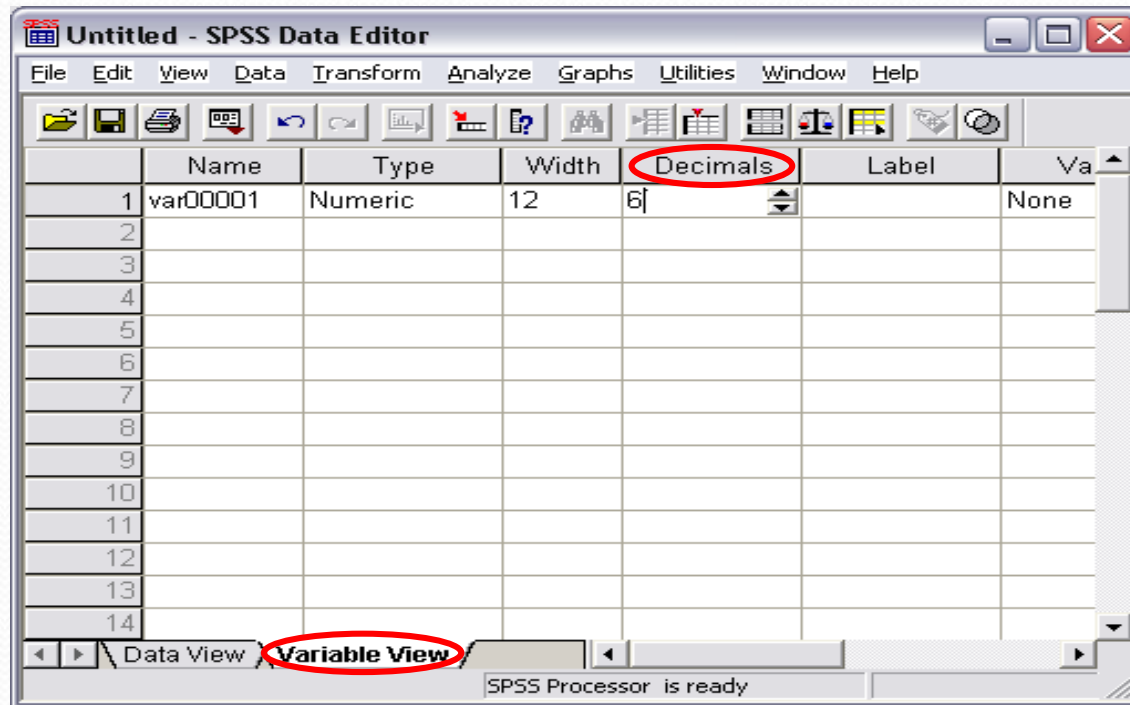 SPSS
Untitled - SPSS Data Editor
File Edit View Data Transform Analyze Graphs Utilities Window Help
Name Type Width Decimals Label Va
1 var00001 Numeric 12 6 None
2
3
4
5
6
7
8
9
10
11
12
13
14
Data View Variable View
SPSS Processor is ready